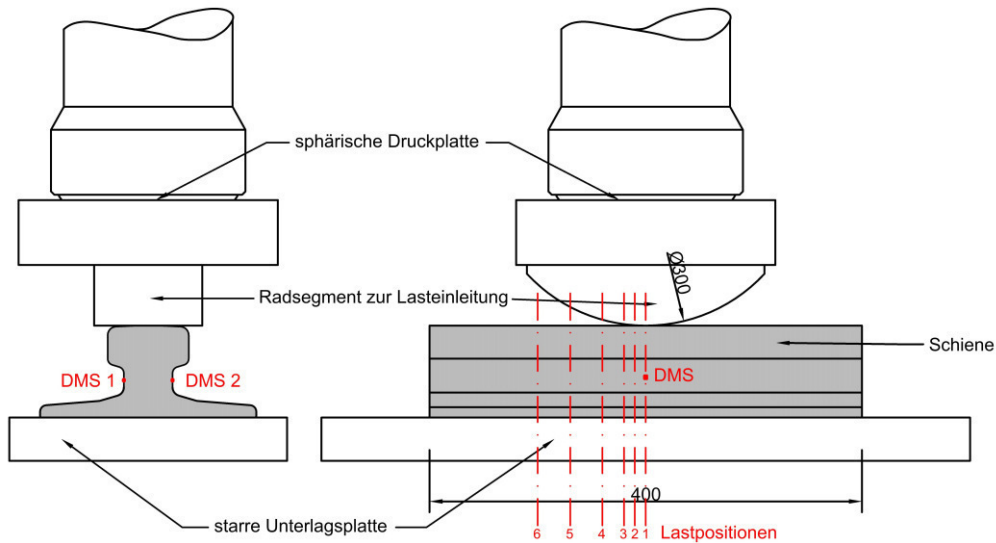 sphärische Druckplatte
Ø300
Radsegment zur Lasteinleitung
Schiene
DMS 1
DMS 2
DMS
400
starre Unterlagsplatte
6 5 4 3 2 1 Lastpositionen